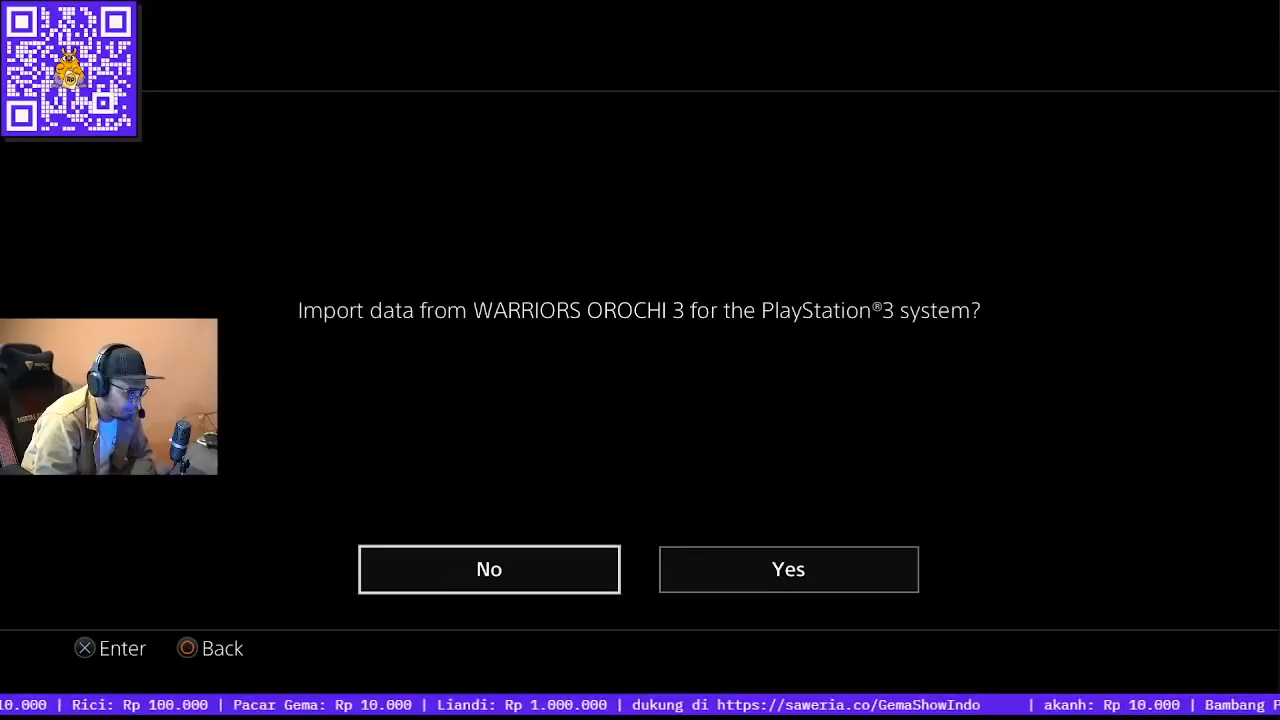 Import data from WARRIORS OROCHI 3 for the PlayStation®3 system?
No
Yes
Enter
Back
10.000 | Rici: Rp 100.000 | Pacar Gema: Rp 10.000 | Liandi: Rp 1.000.000 | dukung di https://saweria.co/GemaShowIndo | akanh: Rp 10.000 | Bambang